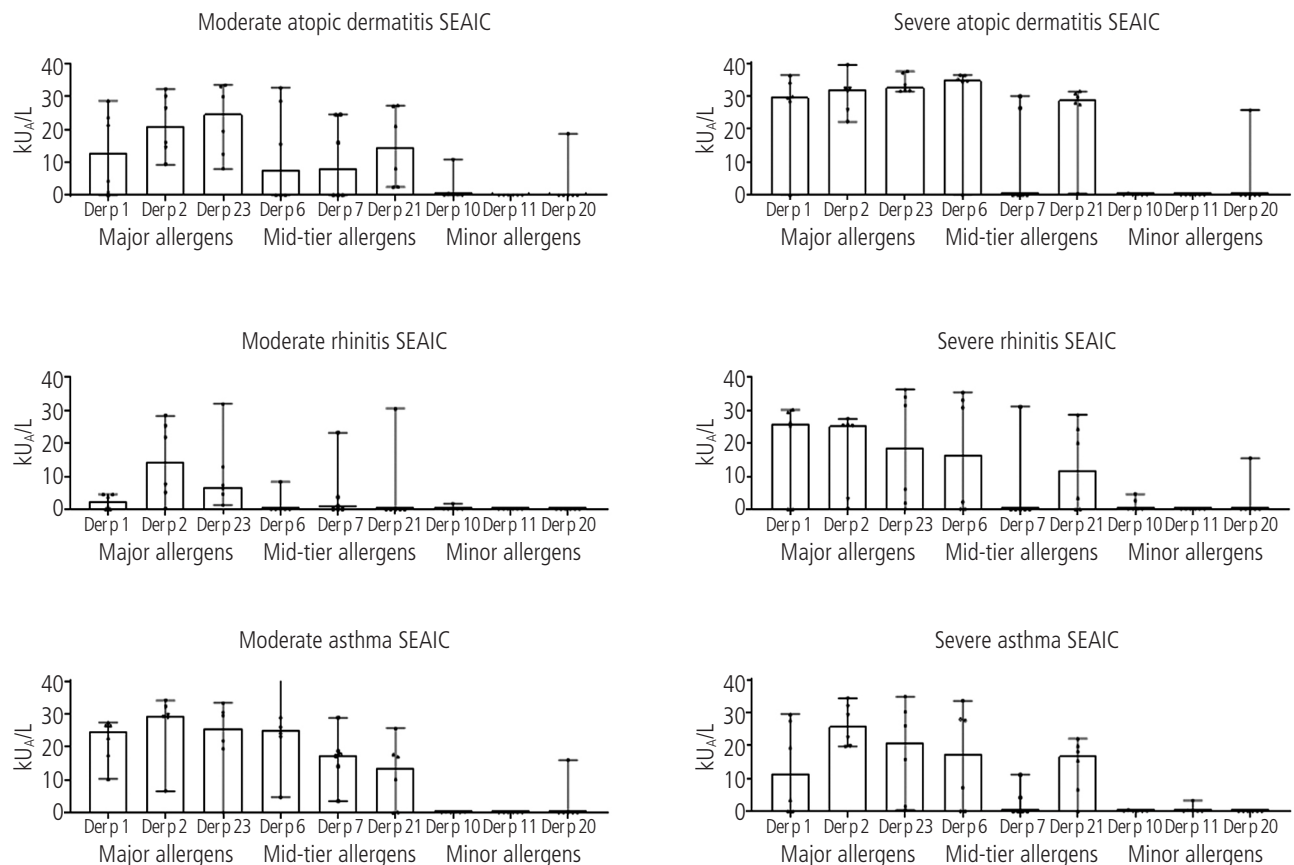 Moderate atopic dermatitis SEAIC
kUA/L
40
30
20
10
0
Der p 1 Der p 2 Der p 23 Der p 6 Der p 7 Der p 21 Der p 10 Der p 11 Der p 20
Major allergens Mid-tier allergens Minor allergens
Severe atopic dermatitis SEAIC
kUA/L
40
30
20
10
0
Der p 1 Der p 2 Der p 23 Der p 6 Der p 7 Der p 21 Der p 10 Der p 11 Der p 20
Major allergens Mid-tier allergens Minor allergens
Moderate rhinitis SEAIC
kUA/L
40
30
20
10
0
Der p 1 Der p 2 Der p 23 Der p 6 Der p 7 Der p 21 Der p 10 Der p 11 Der p 20
Major allergens Mid-tier allergens Minor allergens
Severe rhinitis SEAIC
kUA/L
40
30
20
10
0
Der p 1 Der p 2 Der p 23 Der p 6 Der p 7 Der p 21 Der p 10 Der p 11 Der p 20
Major allergens Mid-tier allergens Minor allergens
Moderate asthma SEAIC
kUA/L
40
30
20
10
0
Der p 1 Der p 2 Der p 23 Der p 6 Der p 7 Der p 21 Der p 10 Der p 11 Der p 20
Major allergens Mid-tier allergens Minor allergens
Severe asthma SEAIC
kUA/L
40
30
20
10
0
Der p 1 Der p 2 Der p 23 Der p 6 Der p 7 Der p 21 Der p 10 Der p 11 Der p 20
Major allergens Mid-tier allergens Minor allergens